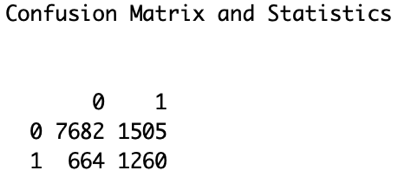 Confusion Matrix and Statistics
0 1
0 7682 1505
1 664 1260